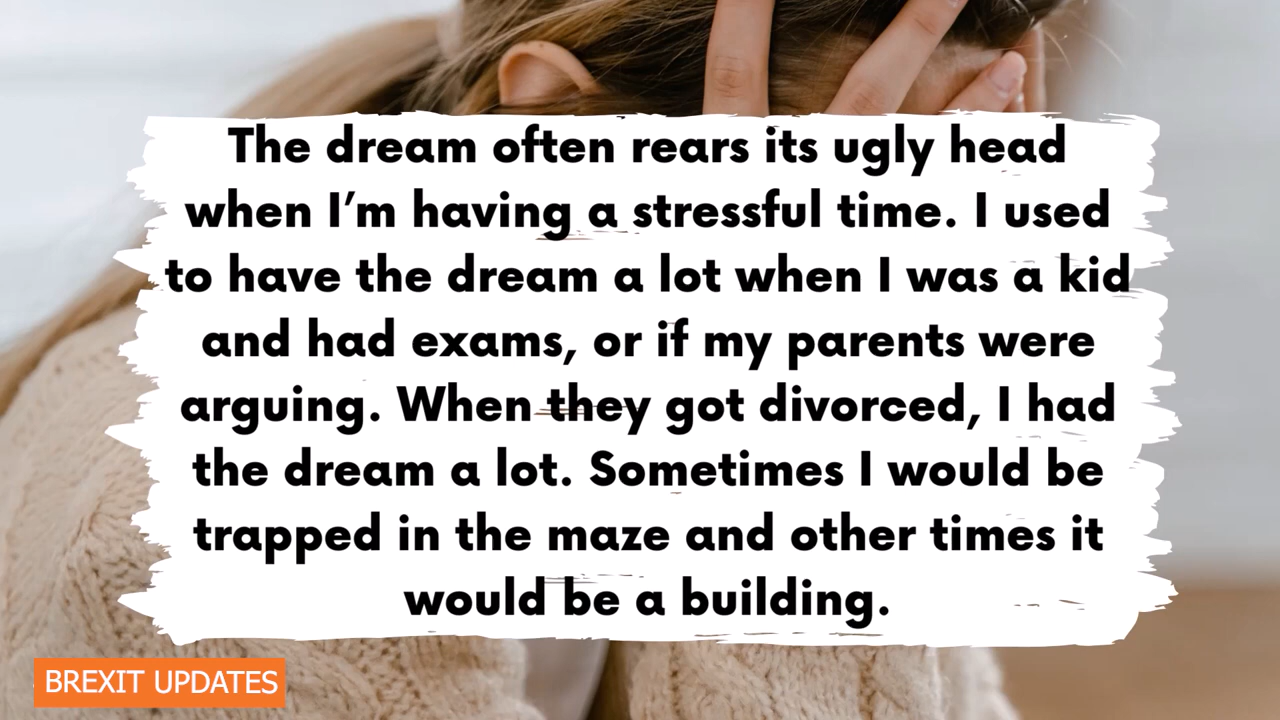 The dream often rears its ugly head
when I’m having a stressful time. I used
to have the dream a lot when I was a kid
and had exams, or if my parents were
arguing. When they got divorced, I had
the dream a lot. Sometimes I would be
trapped in the maze and other times it
would be a building.
BREXIT UPDATES